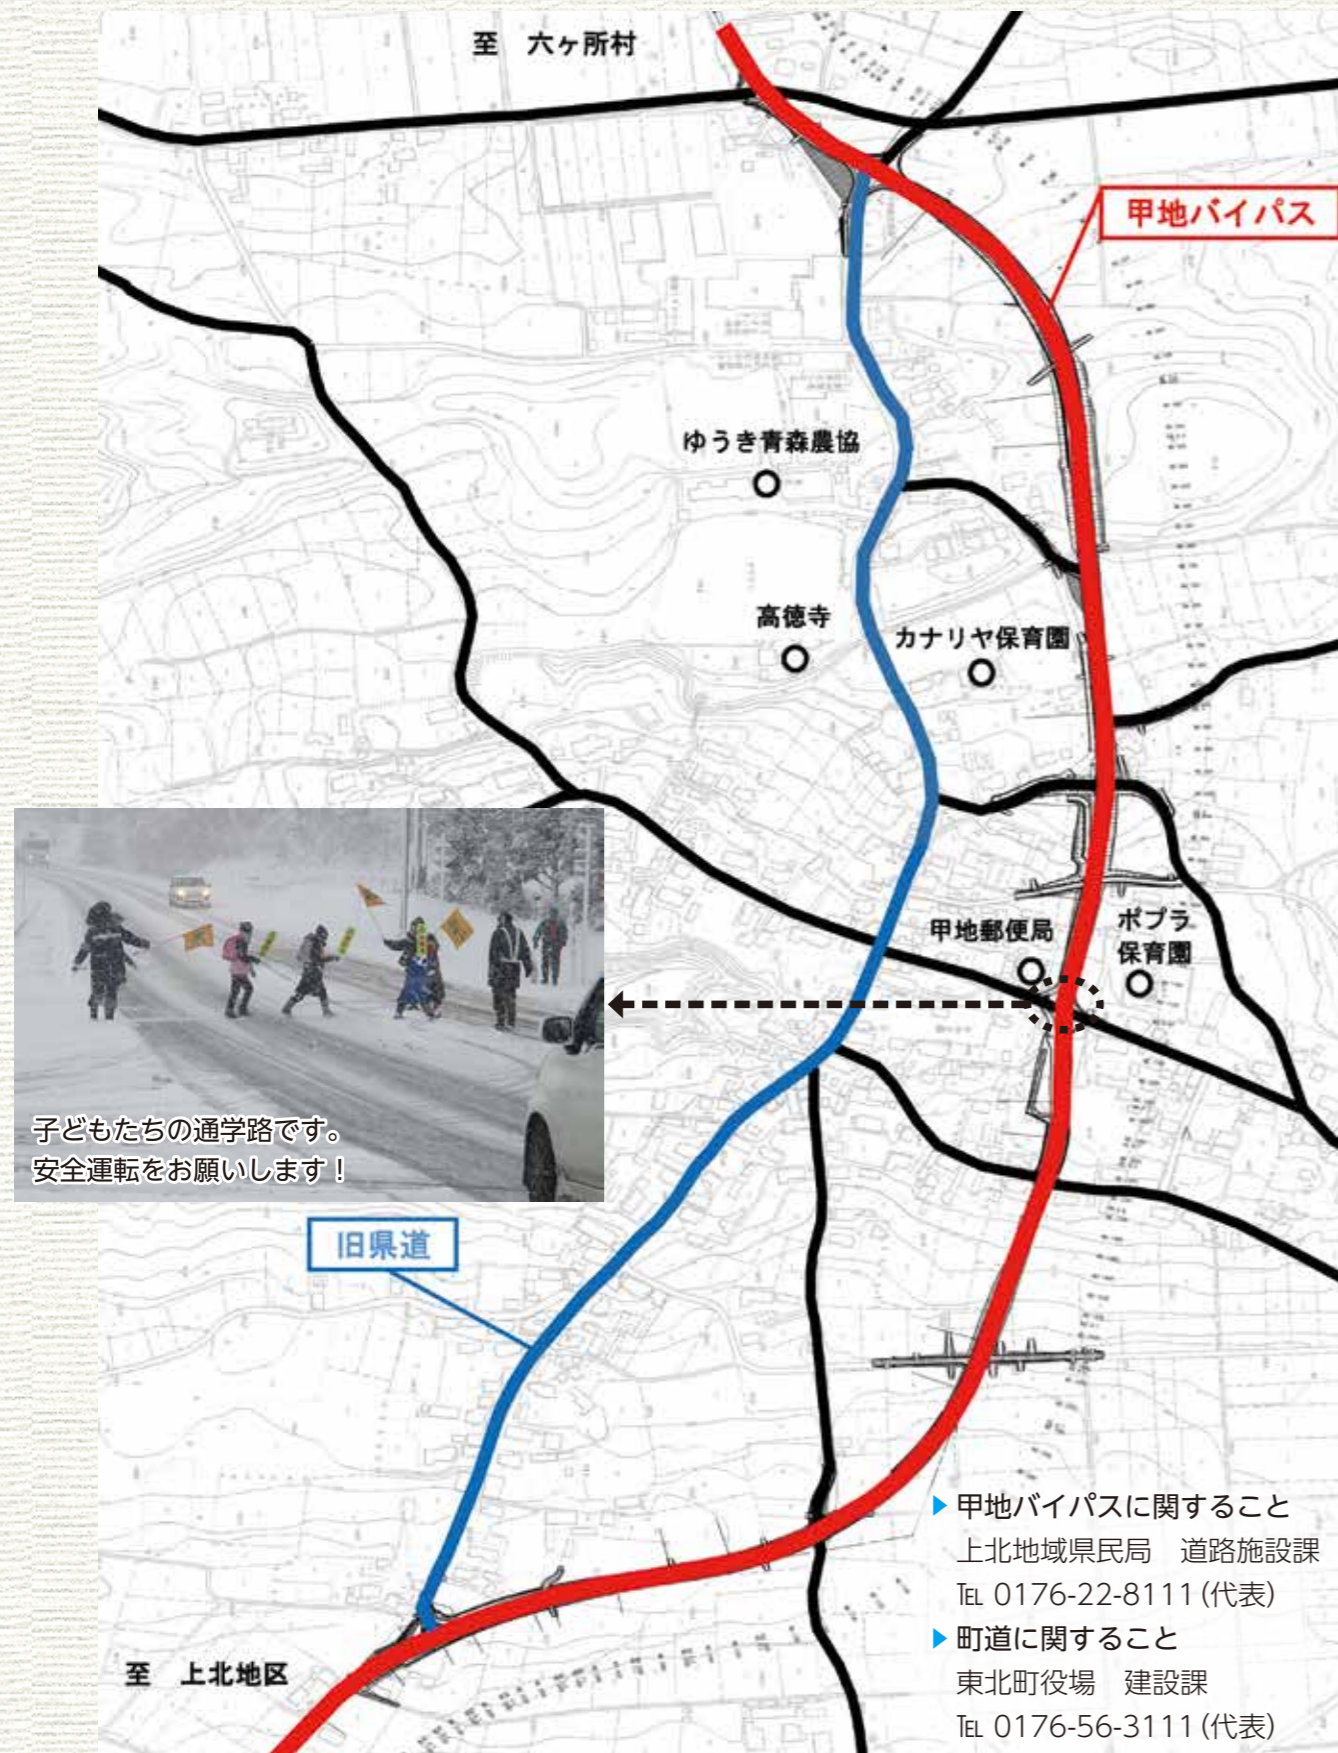 至　六ヶ所村
甲地バイパス
ゆうき青森農協
高徳寺
カナリヤ保育園
甲地郵便局
ポプラ
保育園
子どもたちの通学路です。
安全運転をお願いします！
旧県道
▶甲地バイパスに関すること
上北地域県民局　道路施設課
℡ 0176-22-8111(代表)
▶町道に関すること
東北町役場　建設課
℡ 0176-56-3111(代表)
至　上北地区